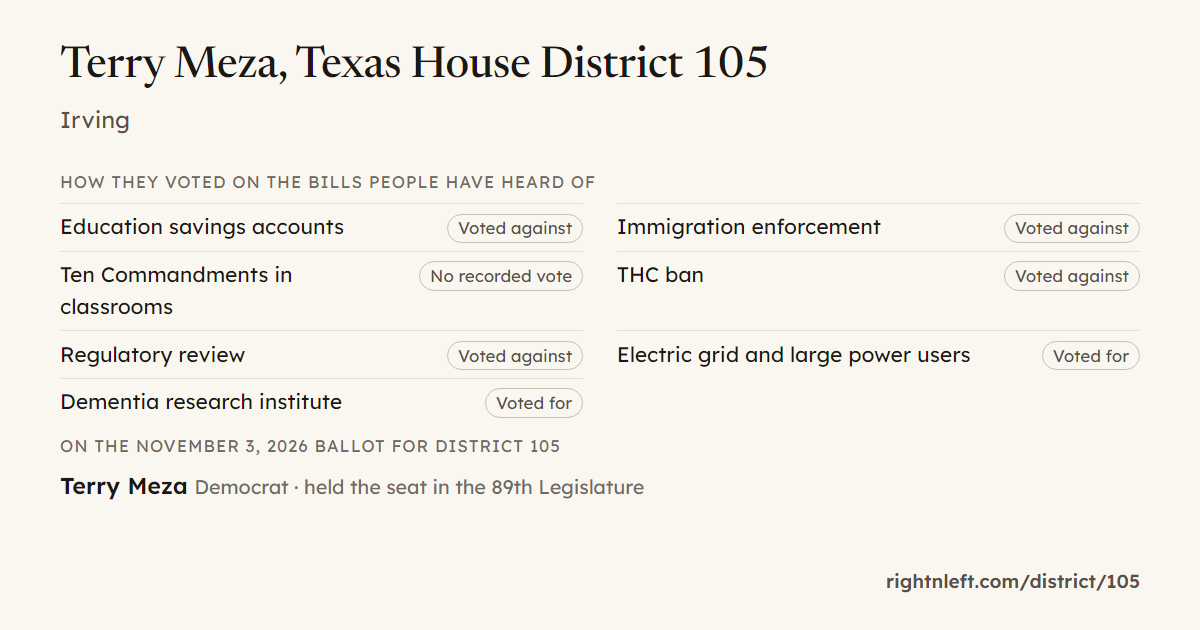 Terry Meza, Texas House District 105
Irving
HOW THEY VOTED ON THE BILLS PEOPLE HAVE HEARD OF
Education savings accounts Voted against
Immigration enforcement Voted against
Ten Commandments in No recorded vote
classrooms
THC ban Voted against
Regulatory review Voted against
Electric grid and large power users Voted for
Dementia research institute Voted for
ON THE NOVEMBER 3, 2026 BALLOT FOR DISTRICT 105
Terry Meza Democrat · held the seat in the 89th Legislature
rightnleft.com/district/105